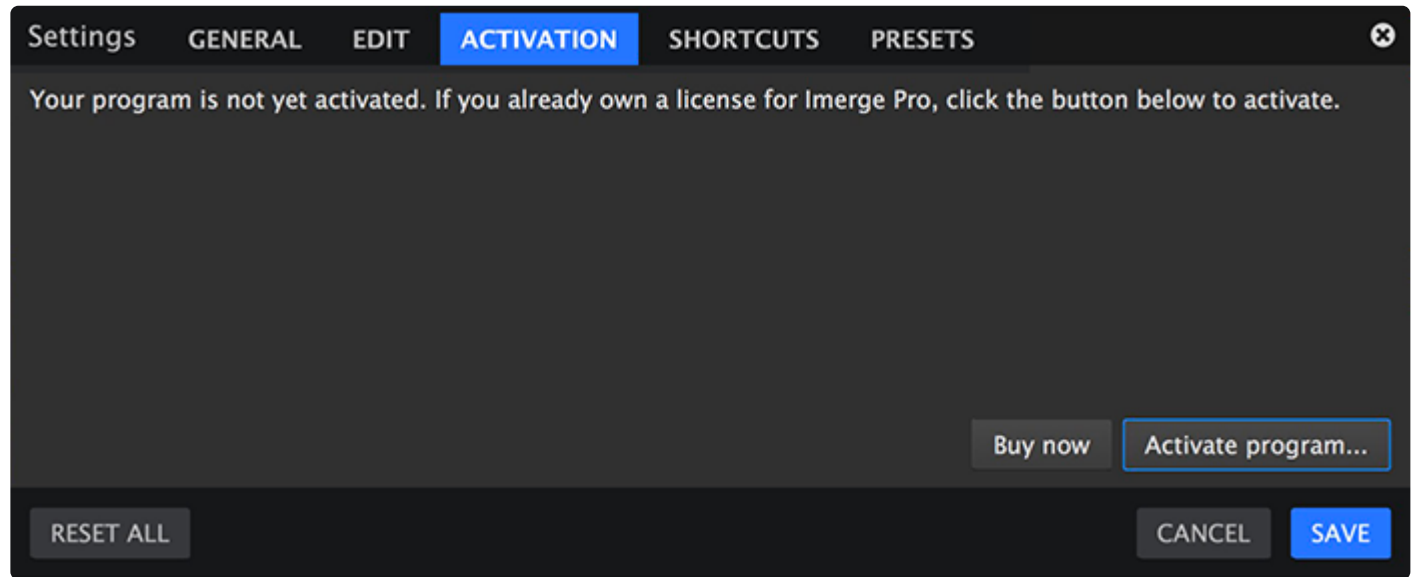 Settings GENERAL EDIT ACTIVATION SHORTCUTS PRESETS
Your program is not yet activated. If you already own a license for Imerge Pro, click the button below to activate.
Buy now Activate program...
RESET ALL CANCEL SAVE